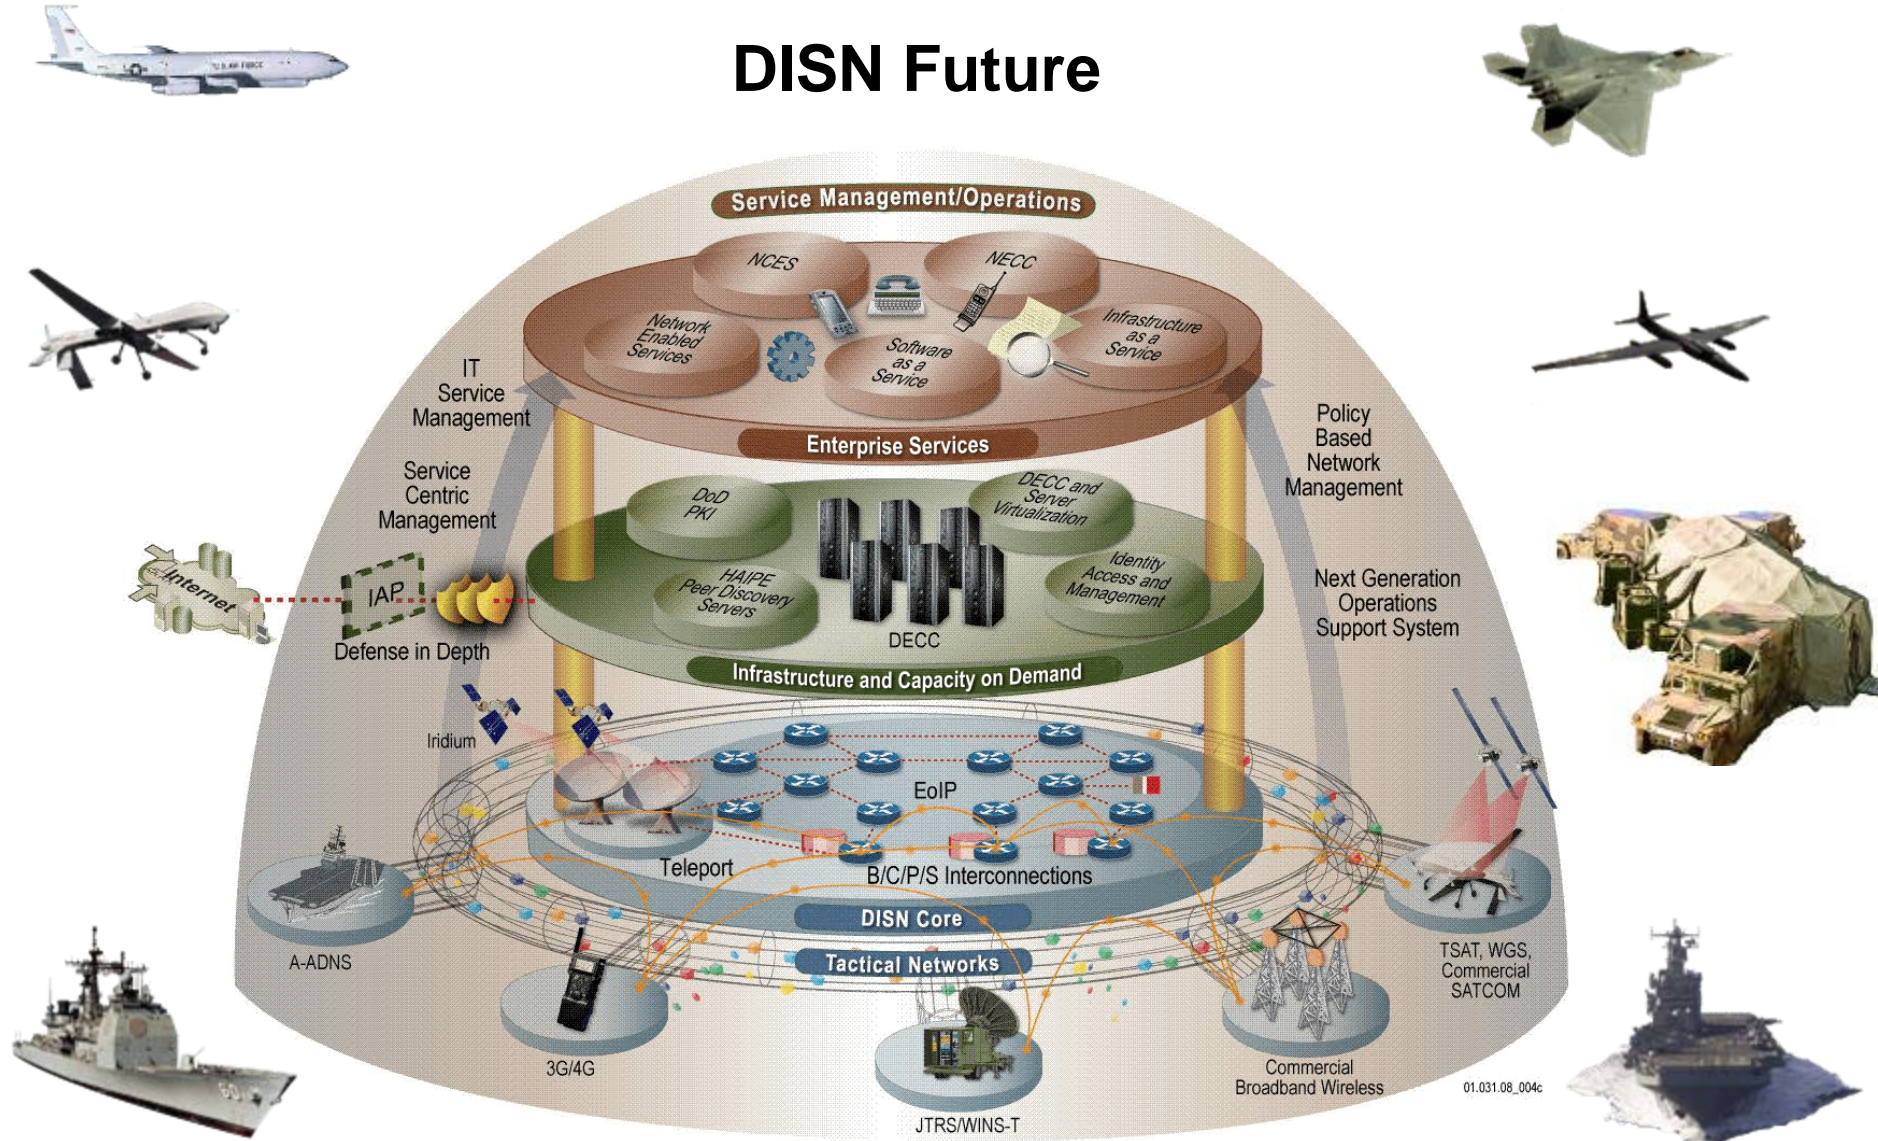 DISN Future
U.S. AIR FORCE
Service Management/Operations
NCES
NECC
Network
Enabled
Services
Software
as a
Service
Infrastructure
as a
Service
Enterprise Services
IT
Service
Management
Service
Centric
Management
Policy
Based
Network
Management
Next Generation
Operations
Support System
DoD
PKI
DECC and
Server
Virtualization
HAIPE
Peer Discovery
Servers
Identity
Access and
Management
DECC
Infrastructure and Capacity on Demand
Internet
IAP
Defense in Depth
Iridium
EoIP
Teleport
B/C/P/S Interconnections
DISN Core
Tactical Networks
A-ADNS
3G/4G
JTRS/WINS-T
Commercial
Broadband Wireless
TSAT, WGS,
Commercial
SATCOM
01.031.08_004c